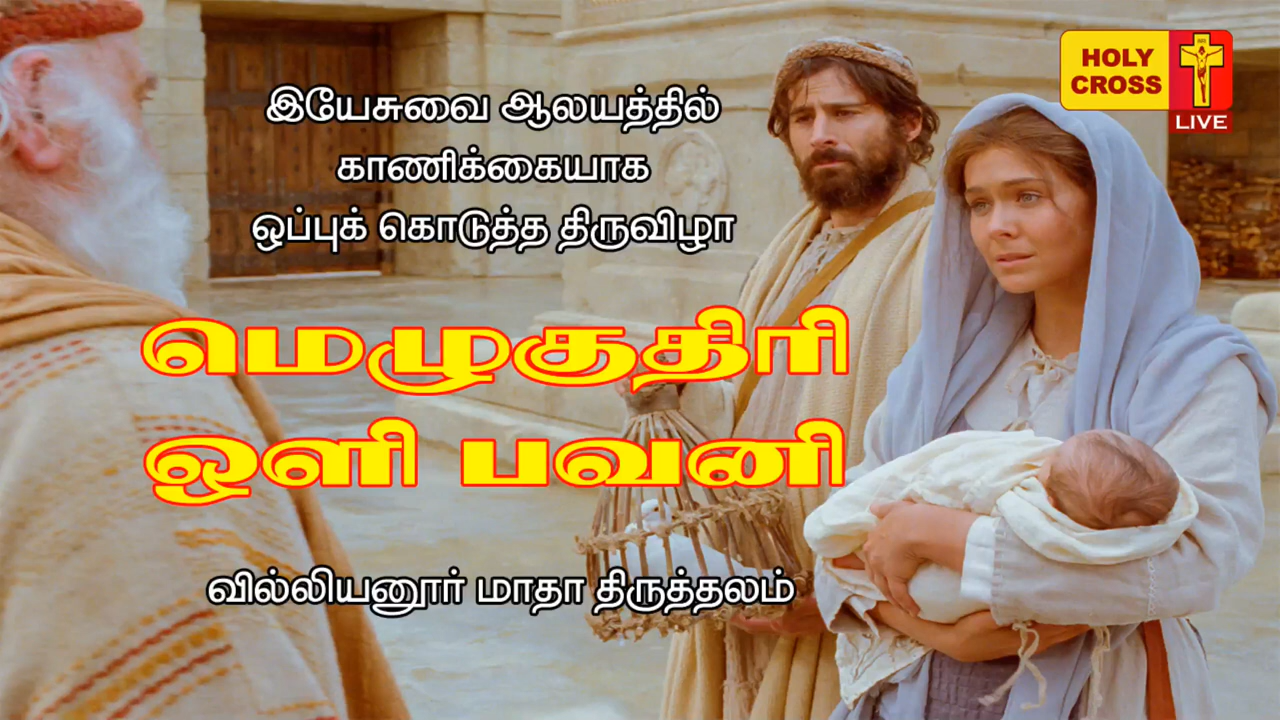 இயேசுவை ஆலயத்தில்
காணிக்கையாக
ஒப்புக் கொடுத்த திருவிழா
மெழுகுதிரி
ஒளி பவனி
வில்லியனூர் மாதா திருத்தலம்
HOLY
CROSS
LIVE